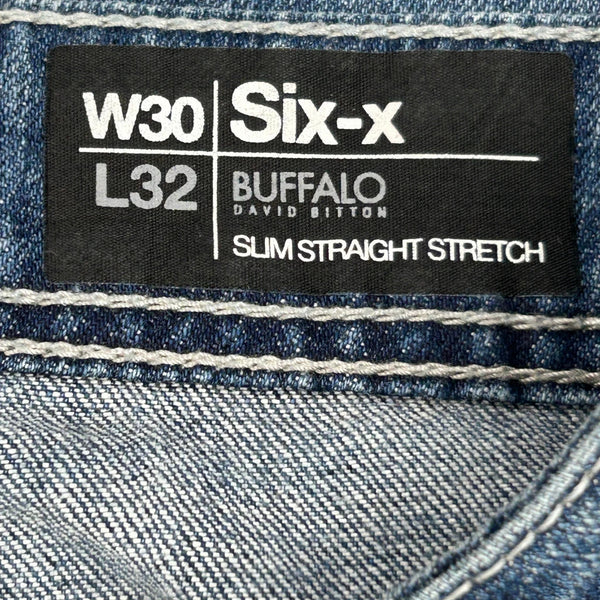 W30 Six-x
L32 BUFFALO
DAVID BITTON
SLIM STRAIGHT STRETCH